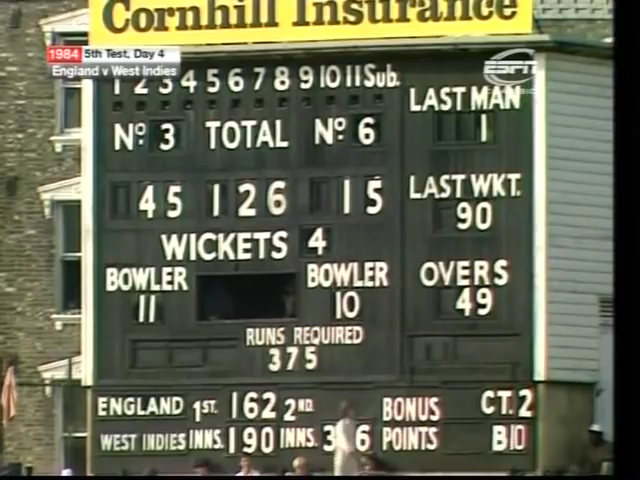 Cornhill Insurance
1984 5th Test, Day 4
England v West Indies
ESPN
1 2 3 4 5 6 7 8 9 10 11 Sub.
LAST MAN
1
Nº 3 TOTAL Nº 6
45 126 15
LAST WKT.
90
WICKETS 4
BOWLER
11
BOWLER
10
OVERS
49
RUNS REQUIRED
375
ENGLAND 1ST. 162 2ND. BONUS CT. 2
WEST INDIES INNS. 190 INNS. POINTS B10